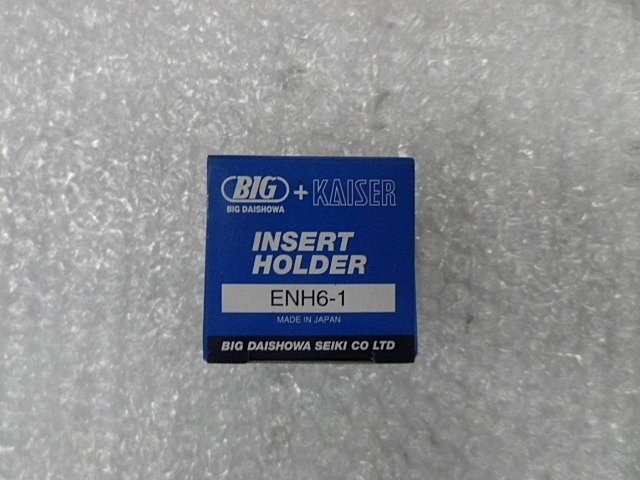 BIG + KAISER
BIG DAISHOWA
INSERT
HOLDER
ENH6-1
MADE IN JAPAN
BIG DAISHOWA SEIKI CO LTD